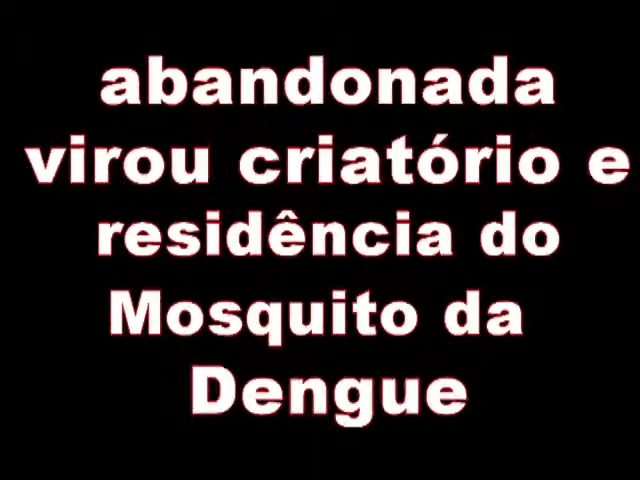 abandonada
virou criatório e
residência do
Mosquito da
Dengue